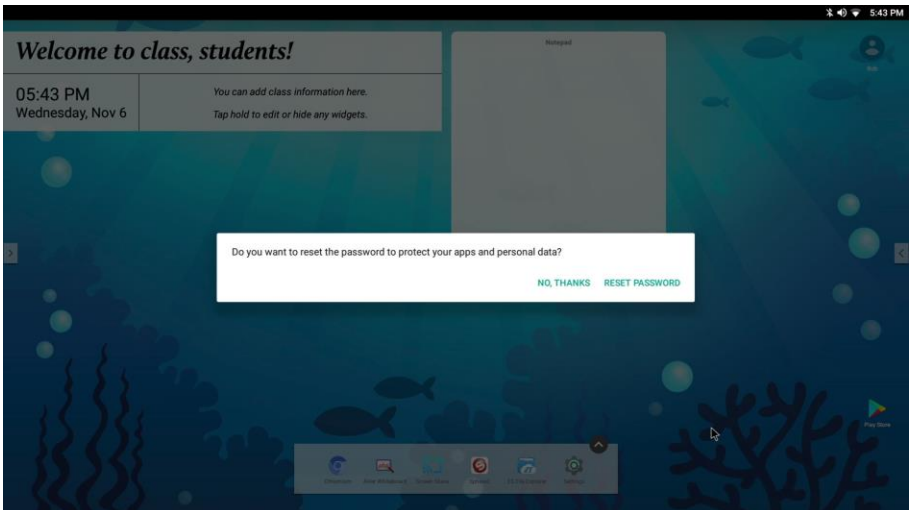 5:43 PM
Welcome to class, students!
05:43 PM
Wednesday, Nov 6
You can add class information here.
Tap hold to edit or hide any widgets.
Notepad
Do you want to reset the password to protect your apps and personal data?
NO, THANKS RESET PASSWORD
Play Store
Settings